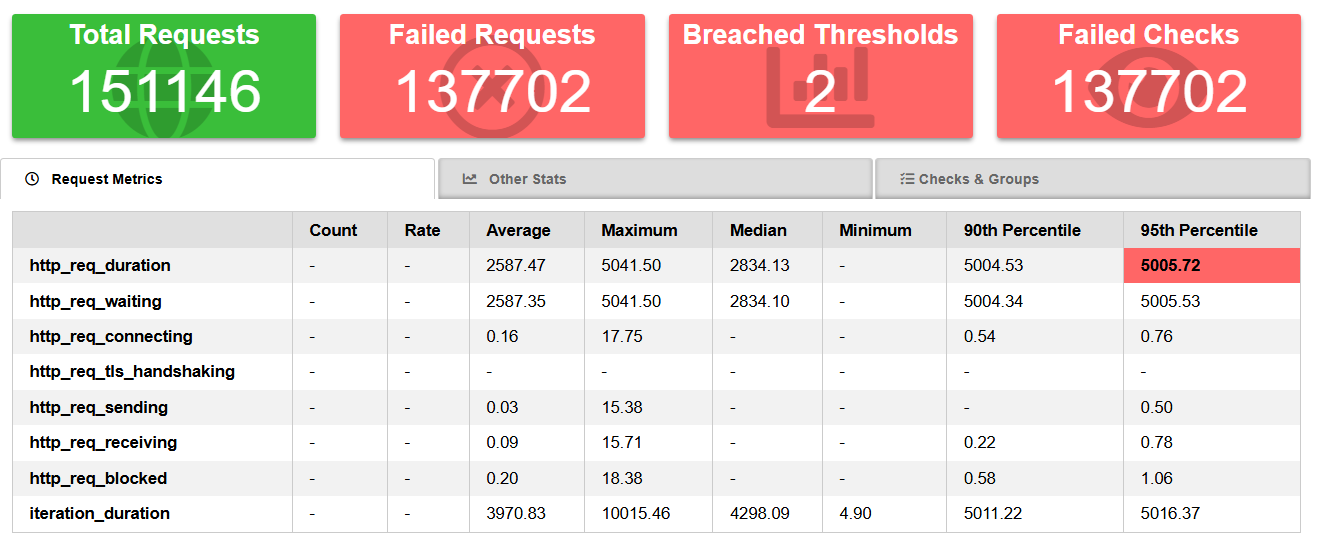 Total Requests Failed Requests Breached Thresholds Failed Checks
151146 137702 2 137702
Request Metrics Other Stats Checks & Groups
Count Rate Average Maximum Median Minimum 90th Percentile 95th Percentile
http_req_duration - - 2587.47 5041.50 2834.13 - 5004.53 5005.72
http_req_waiting - - 2587.35 5041.50 2834.10 - 5004.34 5005.53
http_req_connecting - - 0.16 17.75 - - 0.54 0.76
http_req_tls_handshaking - - - - - - - -
http_req_sending - - 0.03 15.38 - - - 0.50
http_req_receiving - - 0.09 15.71 - - 0.22 0.78
http_req_blocked - - 0.20 18.38 - - 0.58 1.06
iteration_duration - - 3970.83 10015.46 4298.09 4.90 5011.22 5016.37